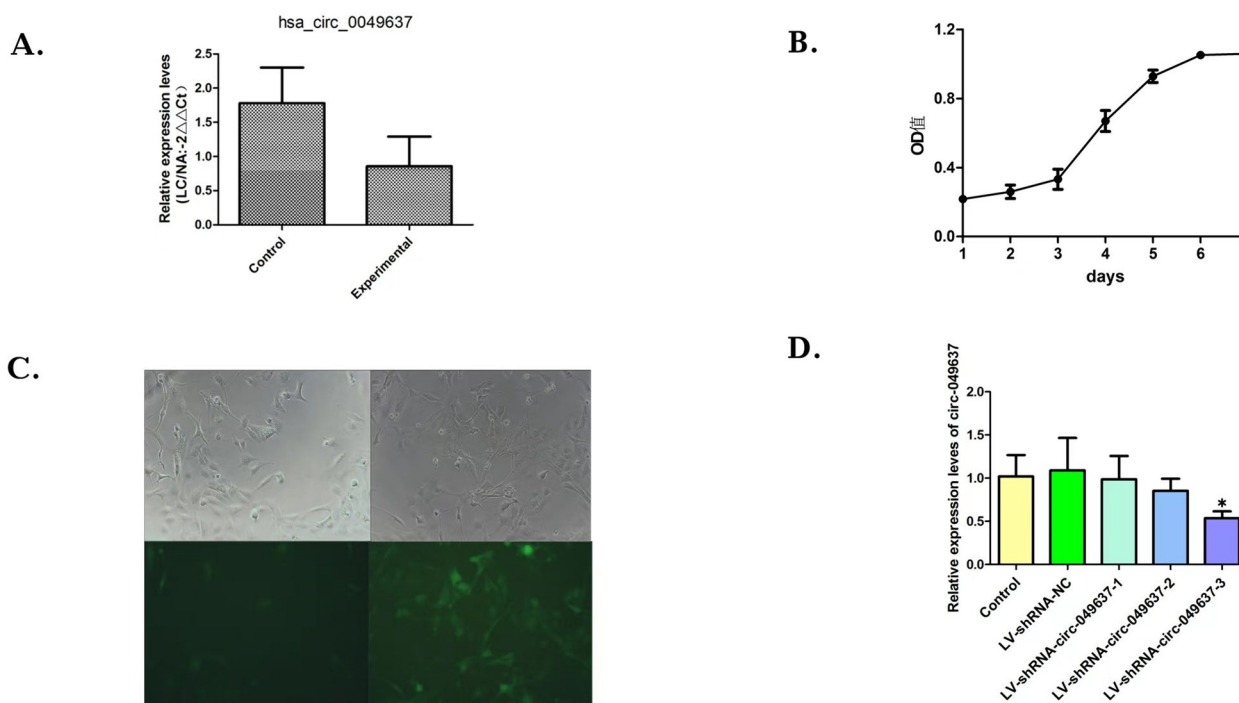 A.
hsa_circ_0049637
Relative expression levels
(LC/NA:-2△△Ct）
2.5
2.0
1.5
1.0
0.5
0.0
Control
Experimental
B.
OD值
1.2
0.8
0.4
0.0
1 2 3 4 5 6
days
C.
D.
Relative expression levels of circ-049637
2.0
1.5
1.0
0.5
0.0
*
Control
LV-shRNA-NC
LV-shRNA-circ-049637-1
LV-shRNA-circ-049637-2
LV-shRNA-circ-049637-3